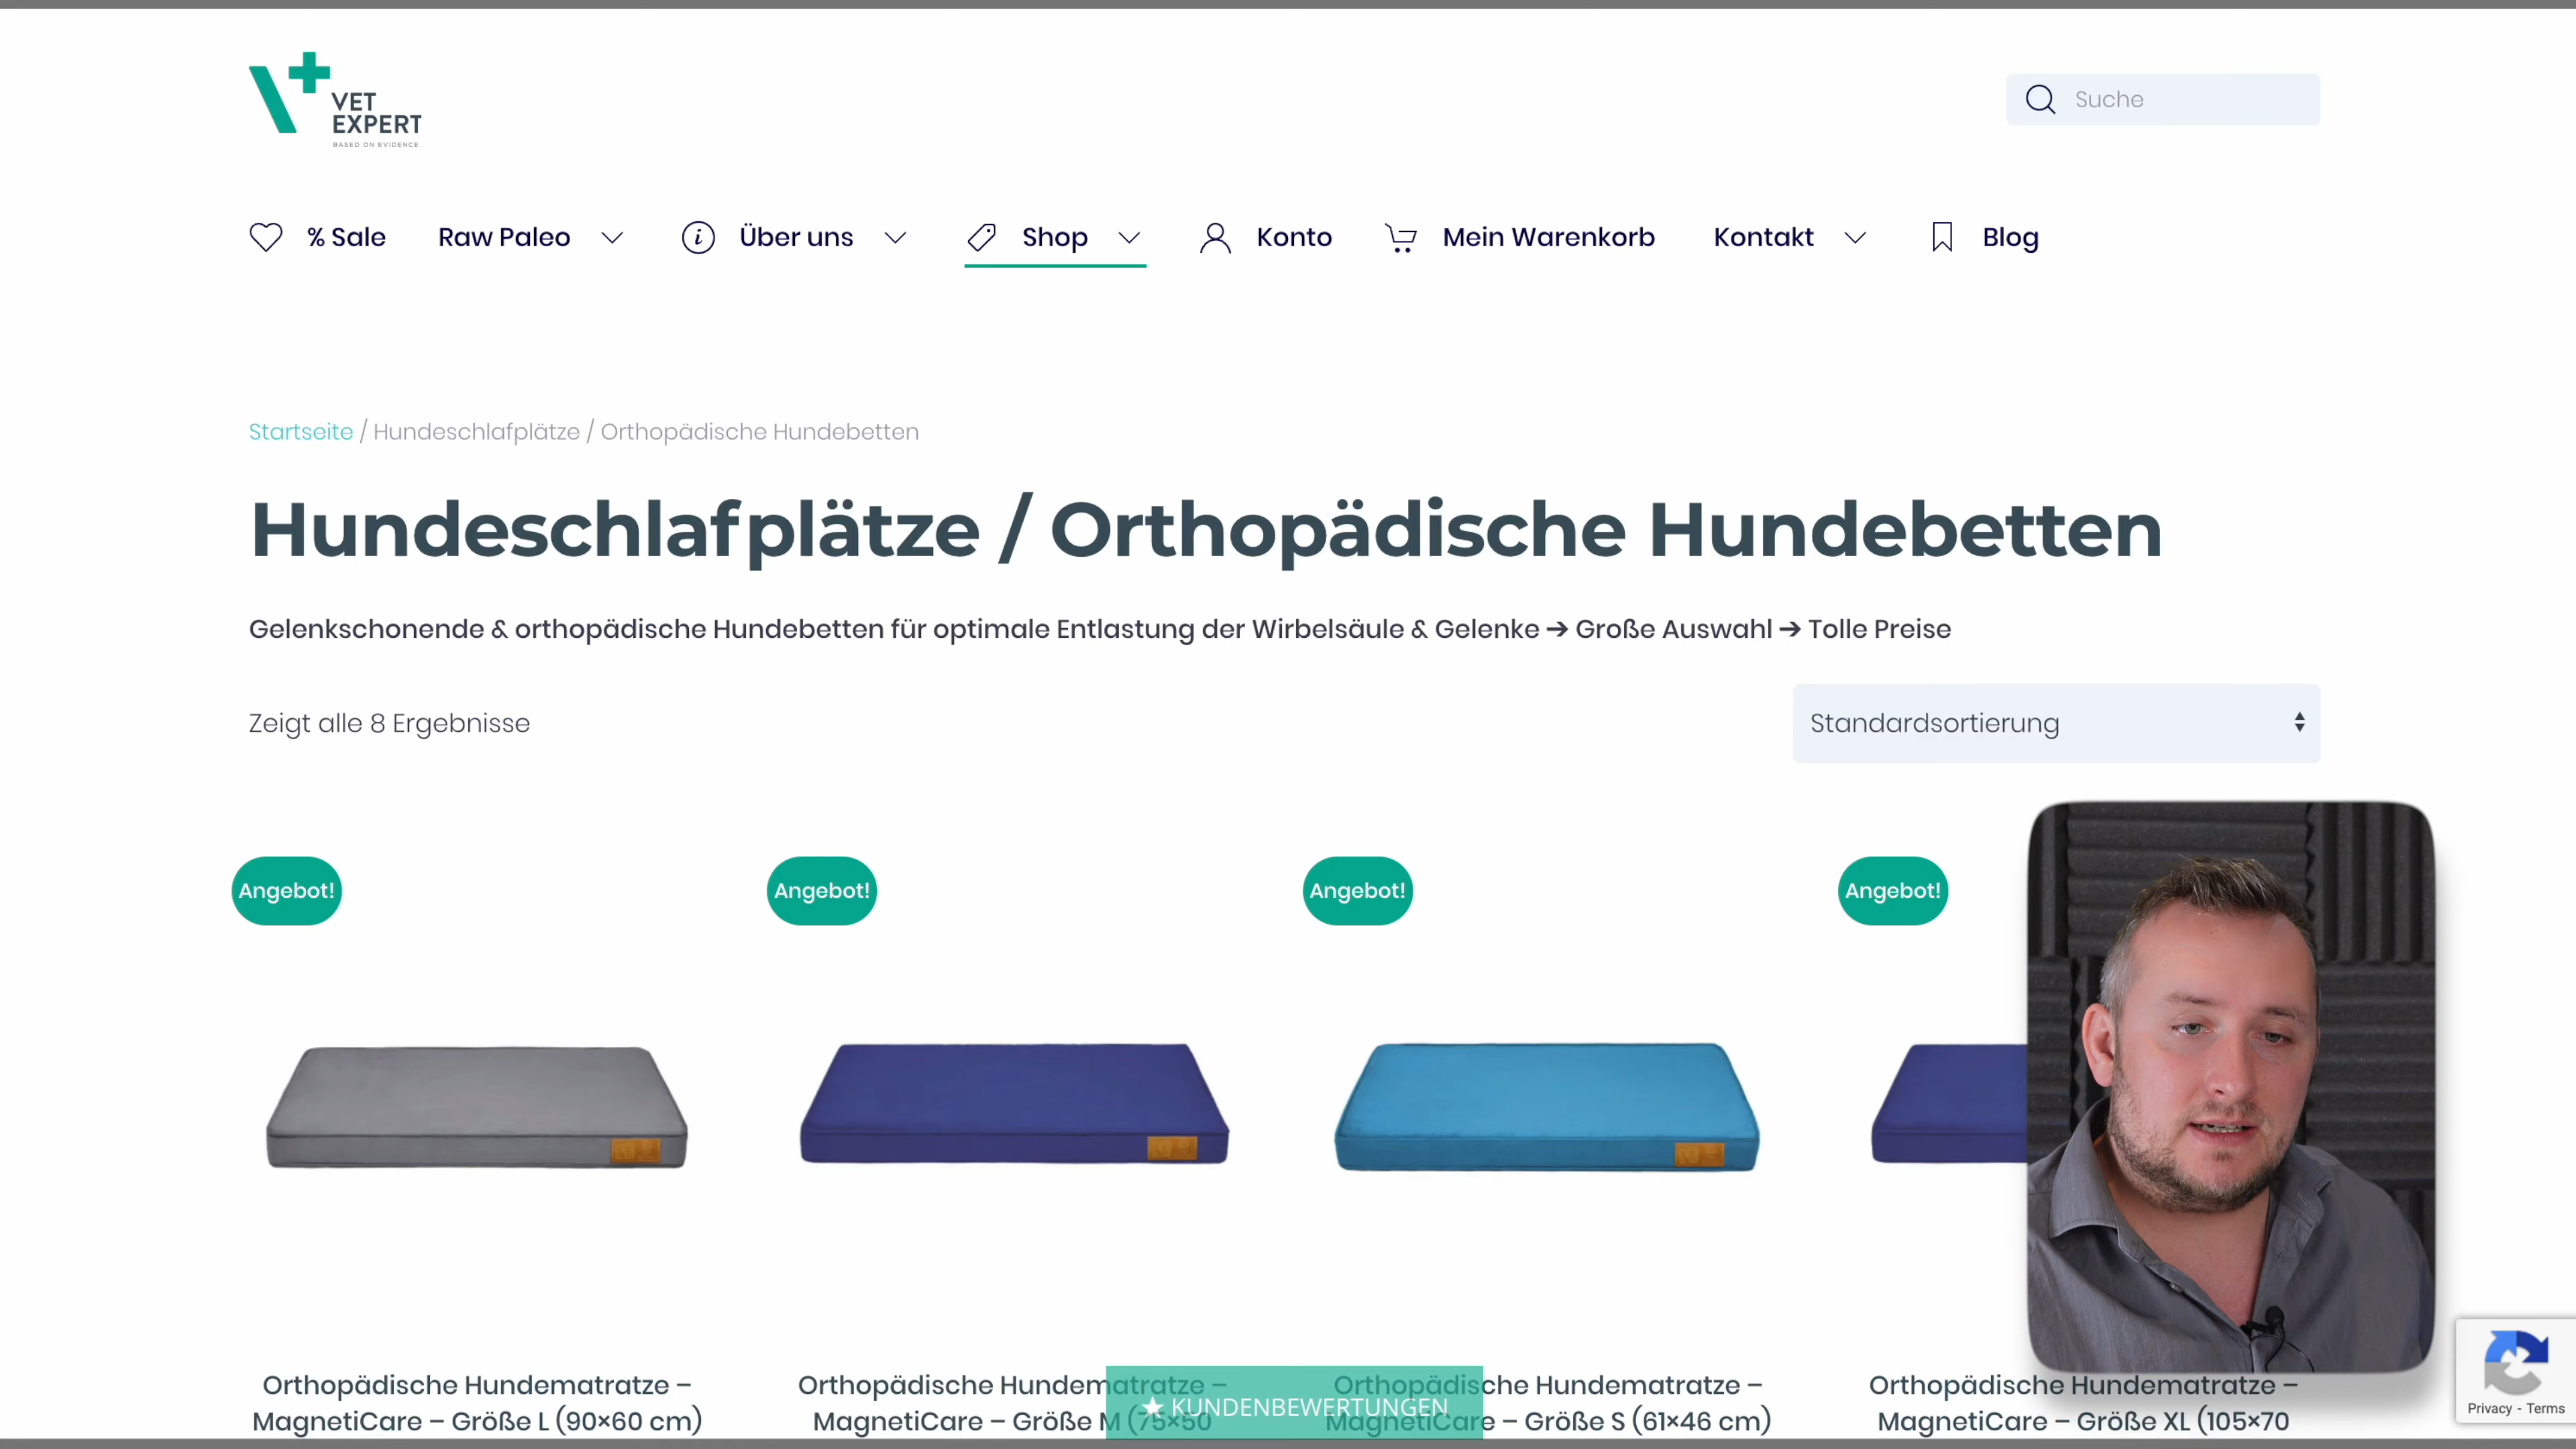 VET
EXPERT
BASED ON EVIDENCE
Suche
% Sale
Raw Paleo
Über uns
Shop
Konto
Mein Warenkorb
Kontakt
Blog
Startseite / Hundeschlafplätze / Orthopädische Hundebetten
Hundeschlafplätze / Orthopädische Hundebetten
Gelenkschonende & orthopädische Hundebetten für optimale Entlastung der Wirbelsäule & Gelenke ➔ Große Auswahl ➔ Tolle Preise
Zeigt alle 8 Ergebnisse
Standardsortierung
Angebot!
Angebot!
Angebot!
Angebot!
Orthopädische Hundematratze –
MagnetiCare – Größe L (90×60 cm)
Orthopädische Hundematratze –
MagnetiCare – Größe M (75×50
Orthopädische Hundematratze –
MagnetiCare – Größe S (61×46 cm)
Orthopädische Hundematratze –
MagnetiCare – Größe XL (105×70
★ KUNDENBEWERTUNGEN
Privacy - Terms